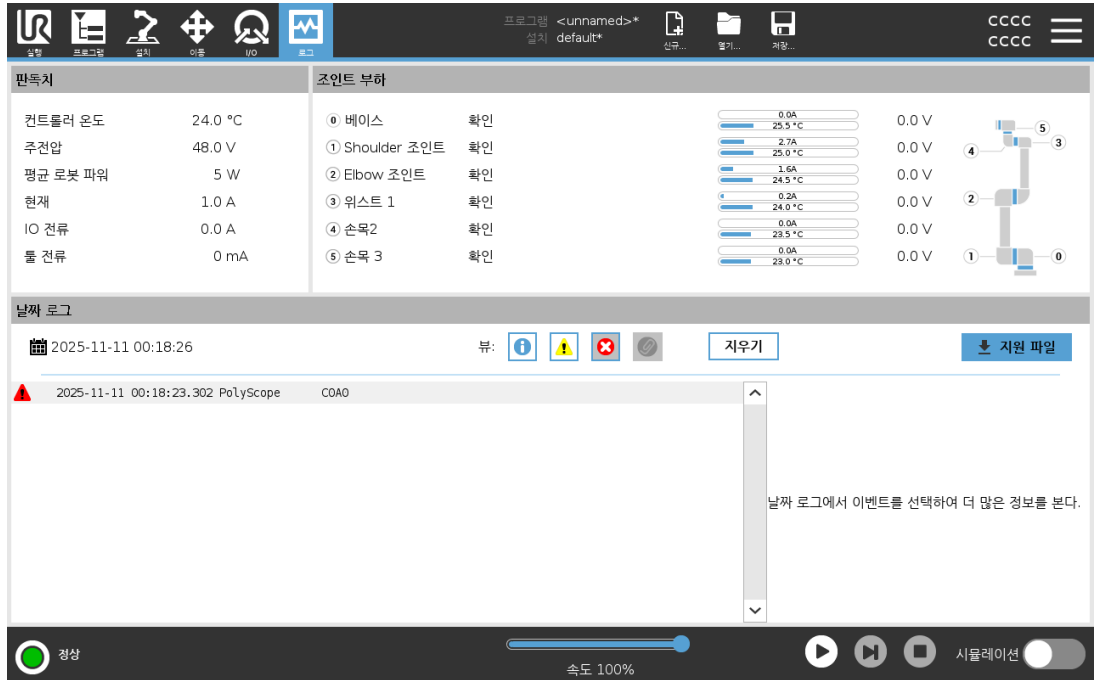 UR
실행 프로그램 설치 이동 I/O 로그
프로그램 <unnamed>*
설치 default*
신규... 열기... 저장...
cccc
cccc
판독치
컨트롤러 온도 24.0 °C
주전압 48.0 V
평균 로봇 파워 5 W
현재 1.0 A
IO 전류 0.0 A
툴 전류 0 mA
조인트 부하
0 베이스 확인 0.0A 25.5 °C 0.0 V
1 Shoulder 조인트 확인 2.7A 25.0 °C 0.0 V
2 Elbow 조인트 확인 1.6A 24.5 °C 0.0 V
3 위스트 1 확인 0.2A 24.0 °C 0.0 V
4 손목2 확인 0.0A 23.5 °C 0.0 V
5 손목 3 확인 0.0A 23.0 °C 0.0 V
5
3
4
2
1 0
날짜 로그
2025-11-11 00:18:26 뷰: 지우기 지원 파일
2025-11-11 00:18:23.302 PolyScope C0A0
날짜 로그에서 이벤트를 선택하여 더 많은 정보를 본다.
정상
속도 100%
시뮬레이션